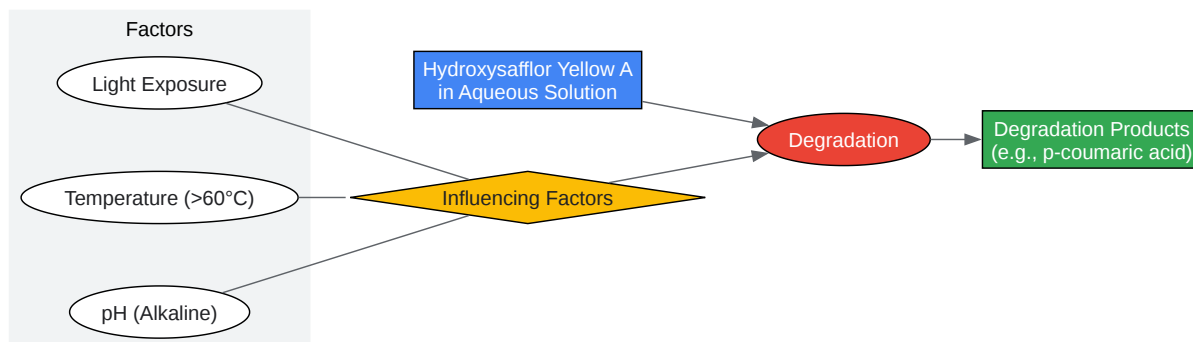 Factors
Light Exposure
Temperature (>60°C)
pH (Alkaline)
Hydroxysafflor Yellow A
in Aqueous Solution
Influencing Factors
Degradation
Degradation Products
(e.g., p-coumaric acid)